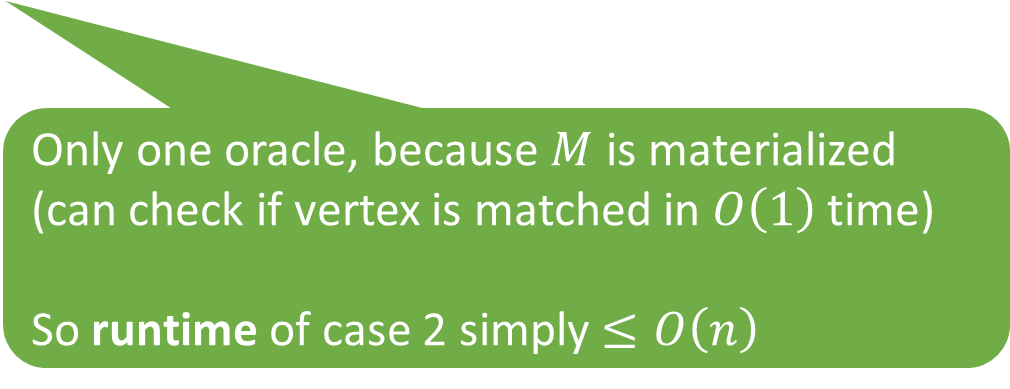 Only one oracle, because 𝑀 is materialized
(can check if vertex is matched in 𝑂(1) time)
So runtime of case 2 simply ≤ 𝑂(𝑛)